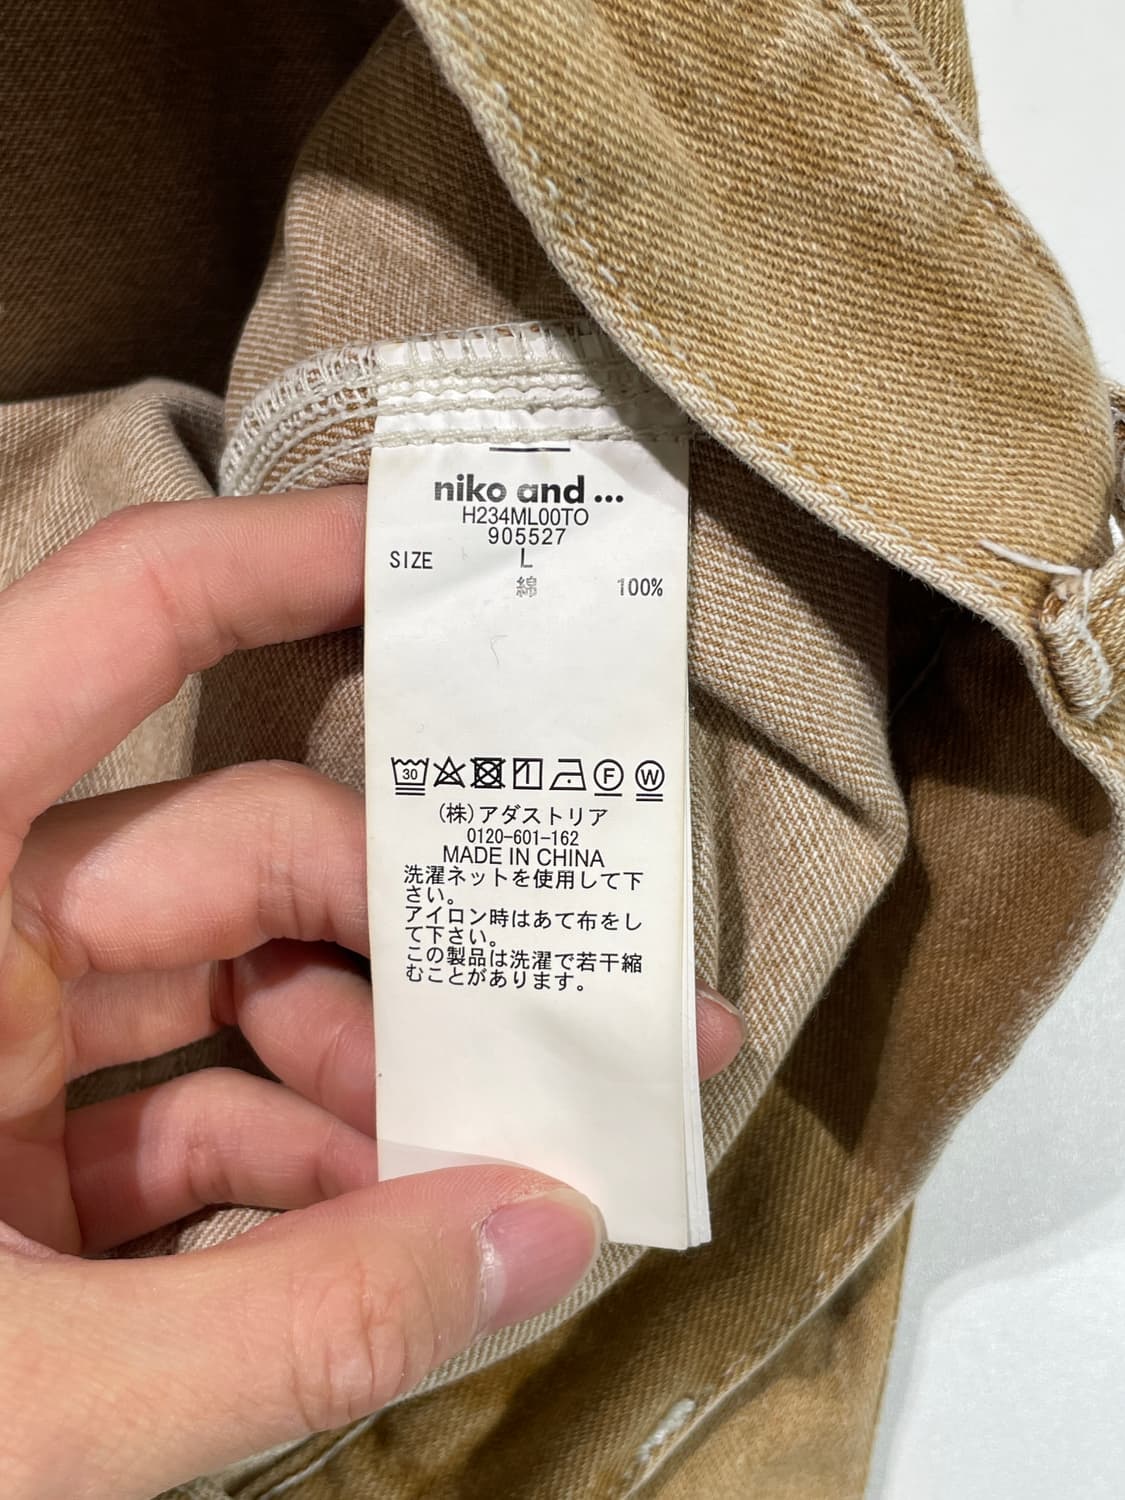 niko and ...
H234ML00TO
905527
SIZE L
綿 100%
30 F W
(株)アダストリア
0120-601-162
MADE IN CHINA
洗濯ネットを使用して下
さい。
アイロン時はあて布をし
て下さい。
この製品は洗濯で若干縮
むことがあります。